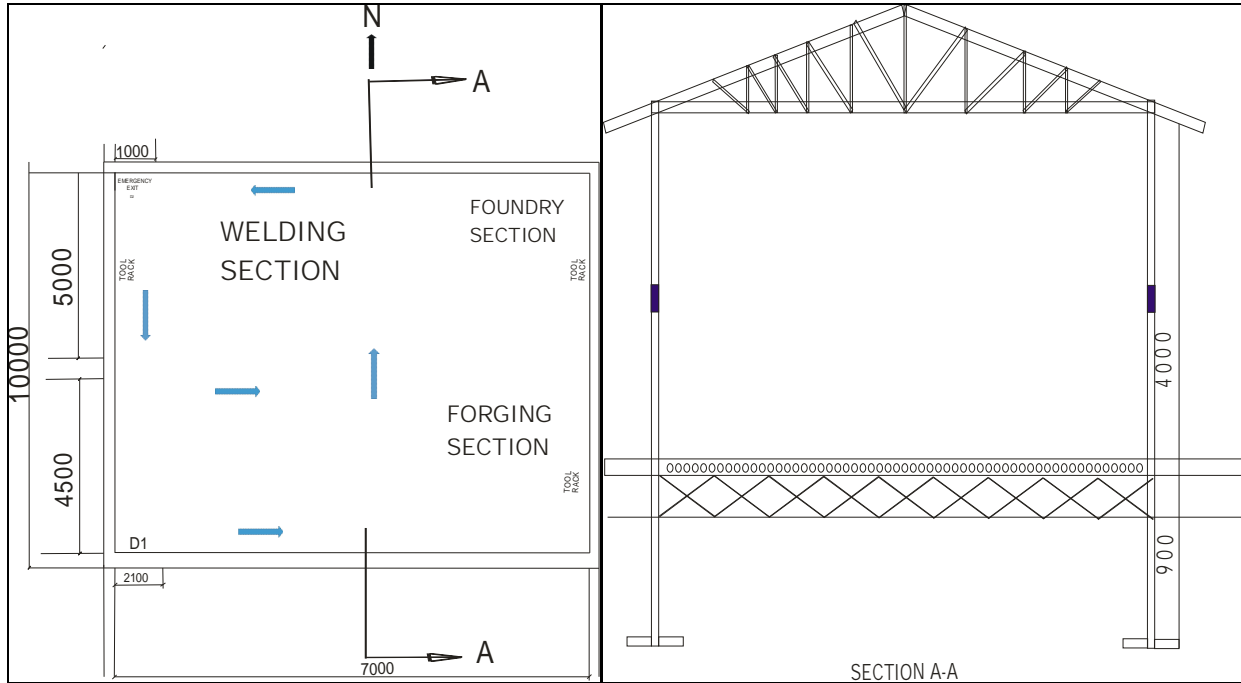 N
A
1000
EMERGENCY
EXIT
WELDING
SECTION
FOUNDRY
SECTION
TOOL
RACK
TOOL
RACK
5000
10000
4500
FORGING
SECTION
TOOL
RACK
D1
2100
A
7000
4000
900
SECTION A-A